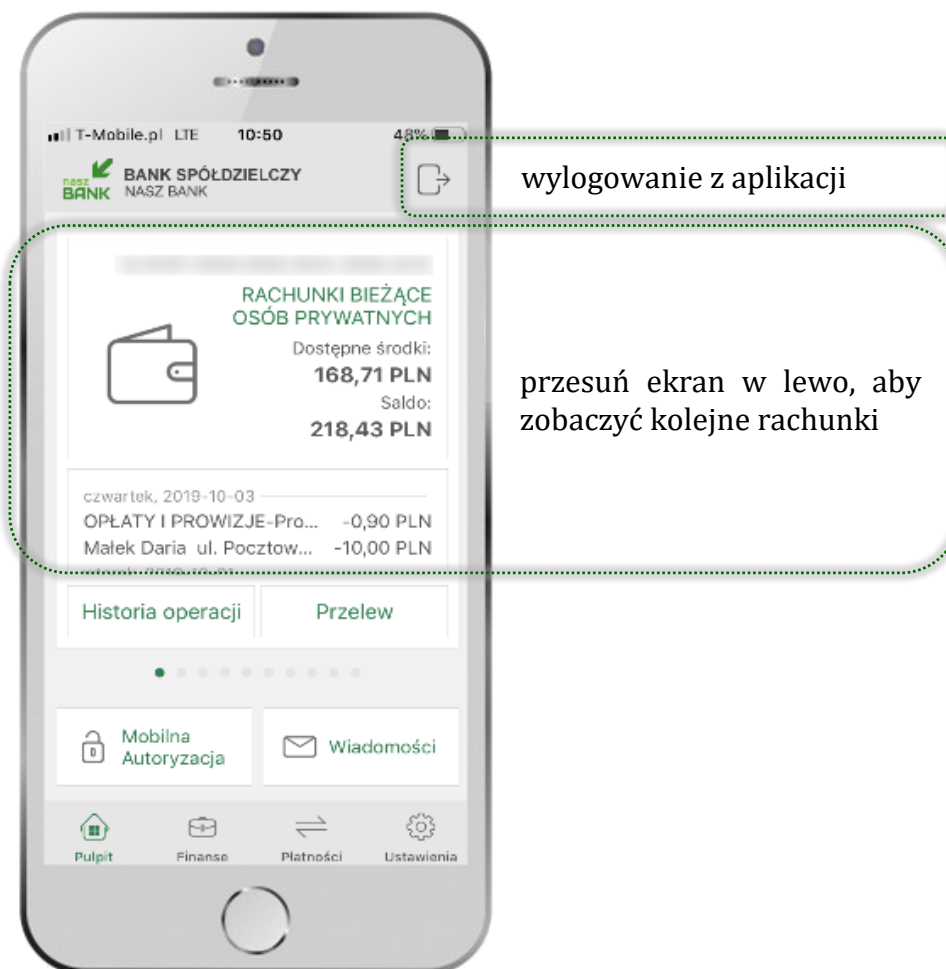 T-Mobile.pl LTE 10:50 48%
nasz BANK
BANK SPÓŁDZIELCZY
NASZ BANK
wylogowanie z aplikacji
RACHUNKI BIEŻĄCE
OSÓB PRYWATNYCH
Dostępne środki:
168,71 PLN
Saldo:
218,43 PLN
przesuń ekran w lewo, aby
zobaczyć kolejne rachunki
czwartek, 2019-10-03
OPŁATY I PROWIZJE-Pro... -0,90 PLN
Małek Daria ul. Pocztow... -10,00 PLN
Historia operacji Przelew
Mobilna
Autoryzacja
Wiadomości
Pulpit Finanse Płatności Ustawienia